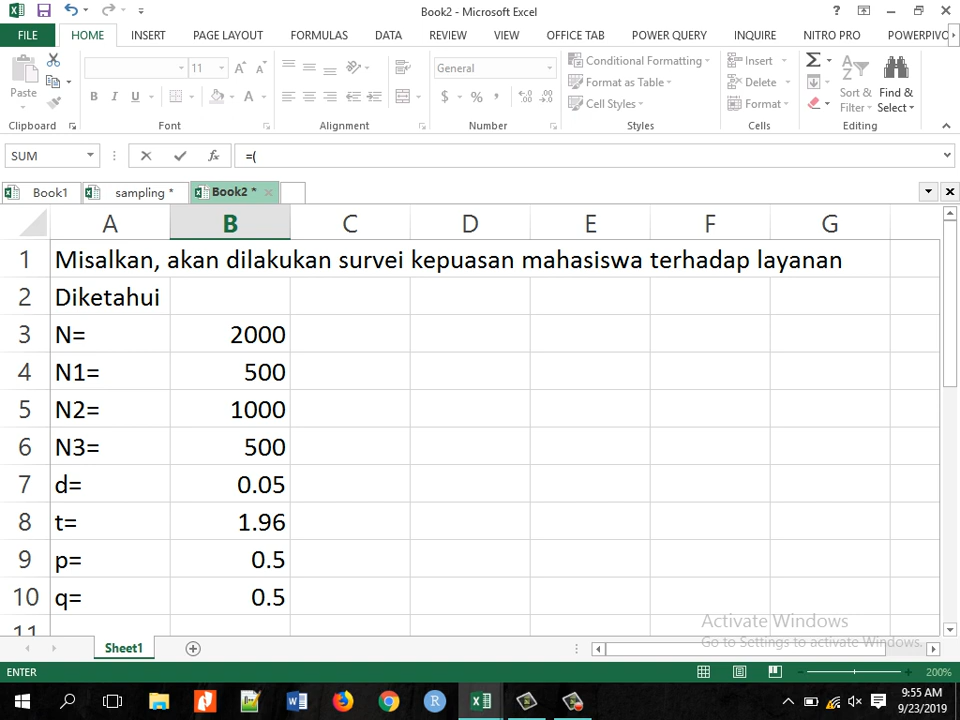 Book2 - Microsoft Excel
FILE HOME INSERT PAGE LAYOUT FORMULAS DATA REVIEW VIEW OFFICE TAB POWER QUERY INQUIRE NITRO PRO POWERPIVO
Paste
11
General
Conditional Formatting
Format as Table
Cell Styles
Insert
Delete
Format
Sort &
Filter
Find &
Select
Clipboard Font Alignment Number Styles Cells Editing
SUM =(
Book1 sampling * Book2 *
A B C D E F G
1 Misalkan, akan dilakukan survei kepuasan mahasiswa terhadap layanan
2 Diketahui
3 N= 2000
4 N1= 500
5 N2= 1000
6 N3= 500
7 d= 0.05
8 t= 1.96
9 p= 0.5
10 q= 0.5
11
Activate Windows
Go to Settings to activate Windows.
Sheet1
ENTER 200%
9:55 AM
9/23/2019